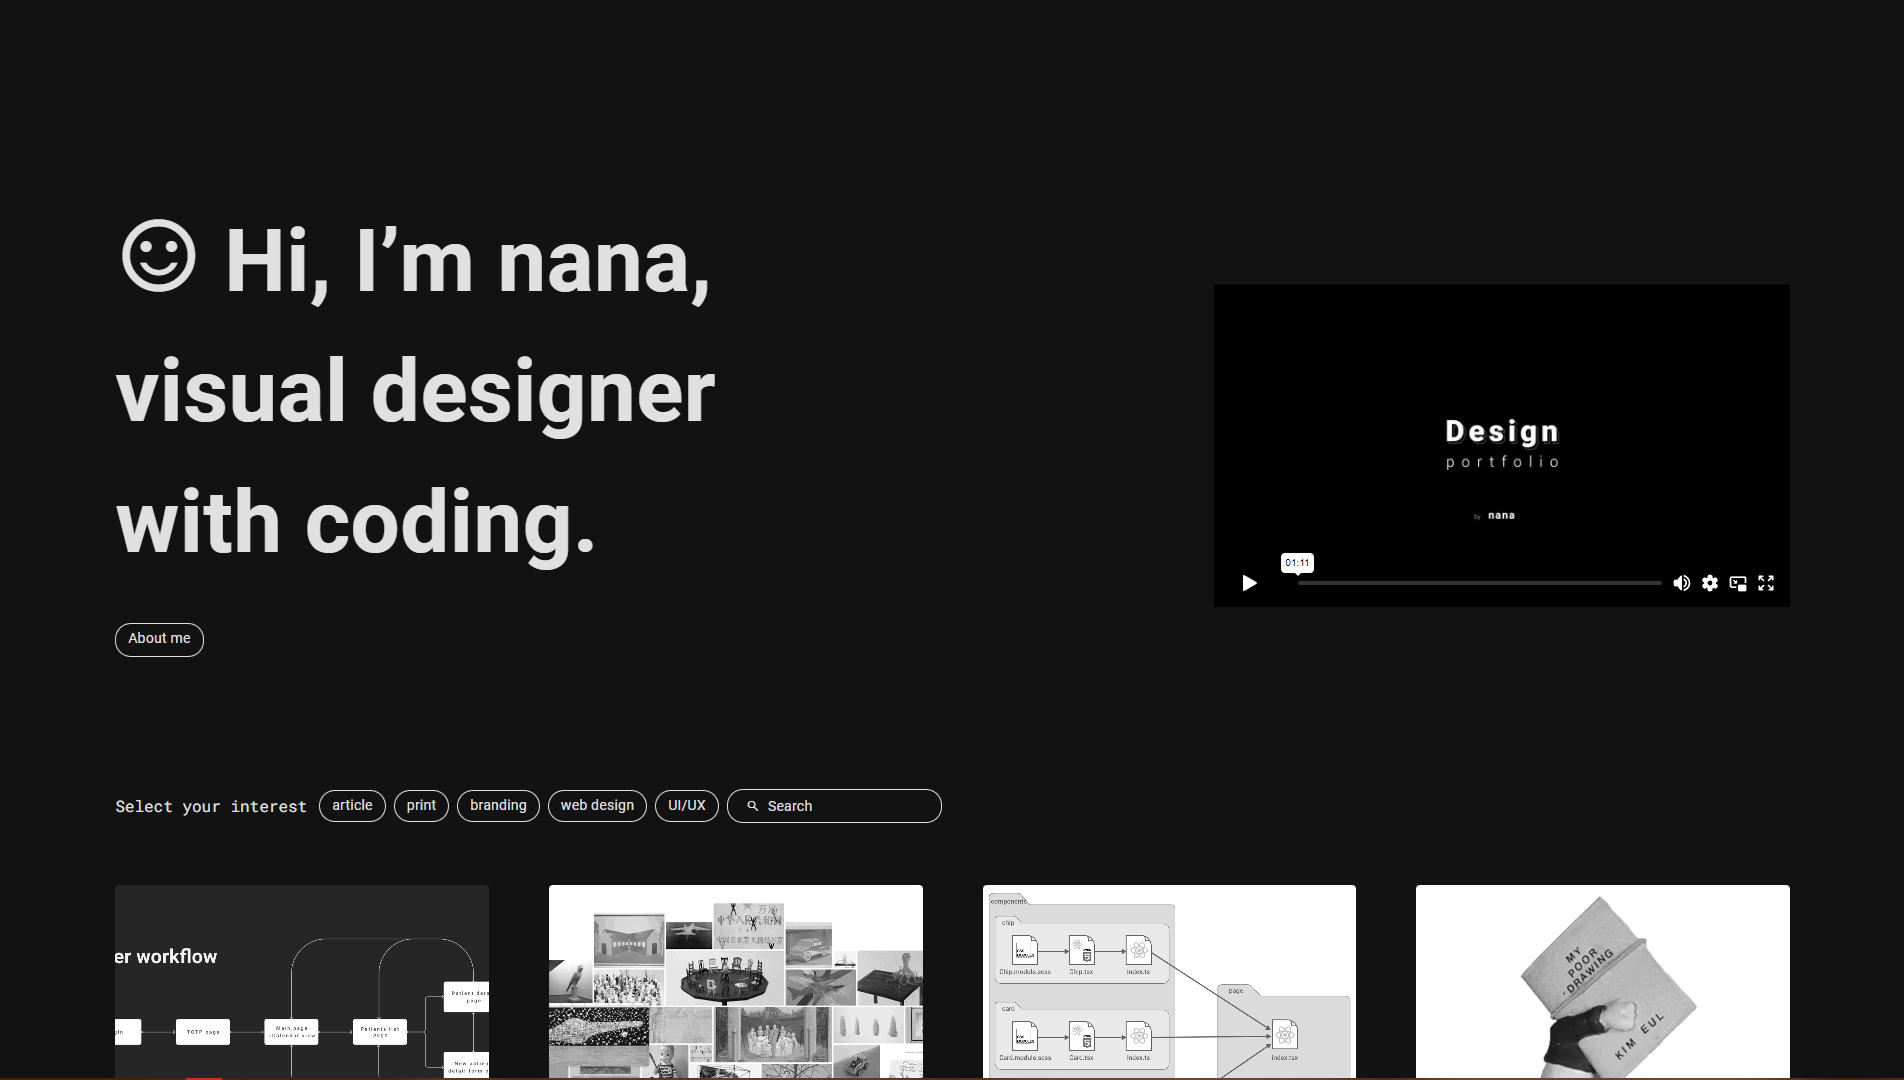 Hi, I’m nana,
visual designer
with coding.
About me
Design
portfolio
by nana
01:11
Select your interest
article
print
branding
web design
UI/UX
Search
er workflow
TOTP page
Main page
-Calendar view
Patients list
page
page
components
chip
Chip.module.scss
Chip.tsx
index.ts
card
Card.module.scss
Card.tsx
index.ts
page
index.tsx
MY
POOR
DRAWING
KIM EUL